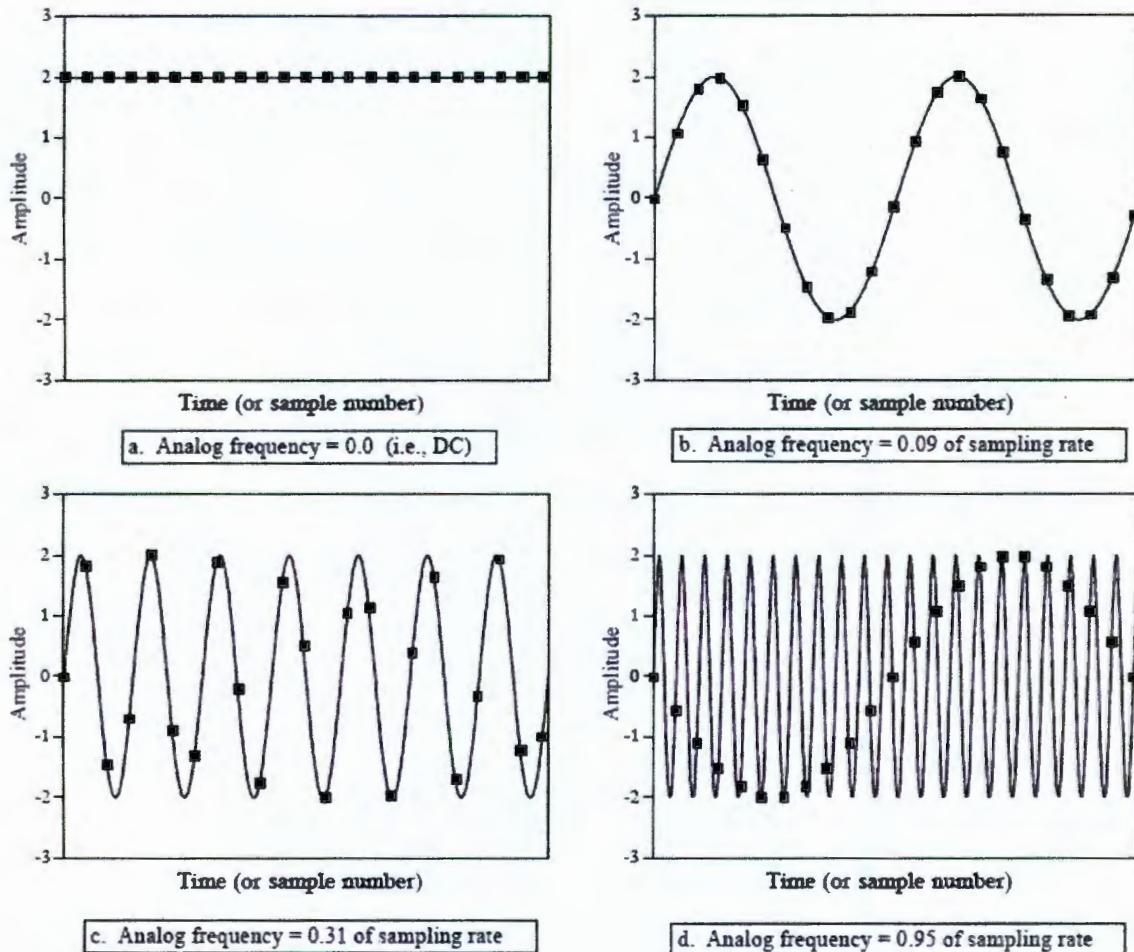 3
2
1
0
-1
-2
-3
Amplitude
Time (or sample number)
a. Analog frequency = 0.0 (i.e., DC)
3
2
1
0
-1
-2
-3
Amplitude
Time (or sample number)
b. Analog frequency = 0.09 of sampling rate
3
2
1
0
-1
-2
-3
Amplitude
Time (or sample number)
c. Analog frequency = 0.31 of sampling rate
3
2
1
0
-1
-2
-3
Amplitude
Time (or sample number)
d. Analog frequency = 0.95 of sampling rate